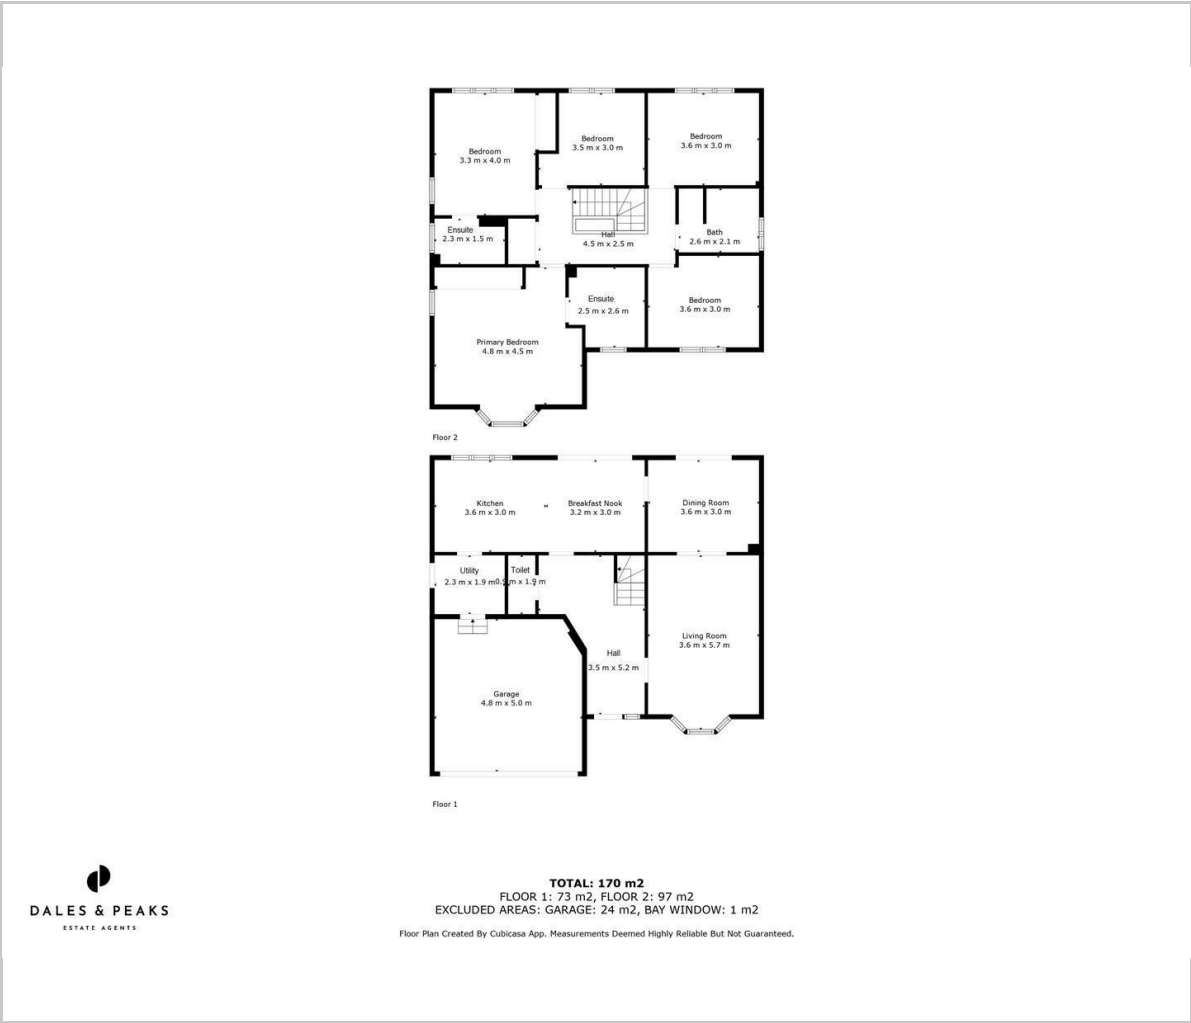 Bedroom
3.3 m x 4.0 m
Bedroom
3.5 m x 3.0 m
Bedroom
3.6 m x 3.0 m
Ensuite
2.3 m x 1.5 m
Hall
4.5 m x 2.5 m
Bath
2.6 m x 2.1 m
Ensuite
2.5 m x 2.6 m
Bedroom
3.6 m x 3.0 m
Primary Bedroom
4.8 m x 4.5 m
Floor 2
Kitchen
3.6 m x 3.0 m
Breakfast Nook
3.2 m x 3.0 m
Dining Room
3.6 m x 3.0 m
Utility
2.3 m x 1.9 m
Toilet
0.9 m x 1.9 m
Living Room
3.6 m x 5.7 m
Hall
3.5 m x 5.2 m
Garage
4.8 m x 5.0 m
Floor 1
DALES & PEAKS
ESTATE AGENTS
TOTAL: 170 m2
FLOOR 1: 73 m2, FLOOR 2: 97 m2
EXCLUDED AREAS: GARAGE: 24 m2, BAY WINDOW: 1 m2
Floor Plan Created By Cubicasa App. Measurements Deemed Highly Reliable But Not Guaranteed.